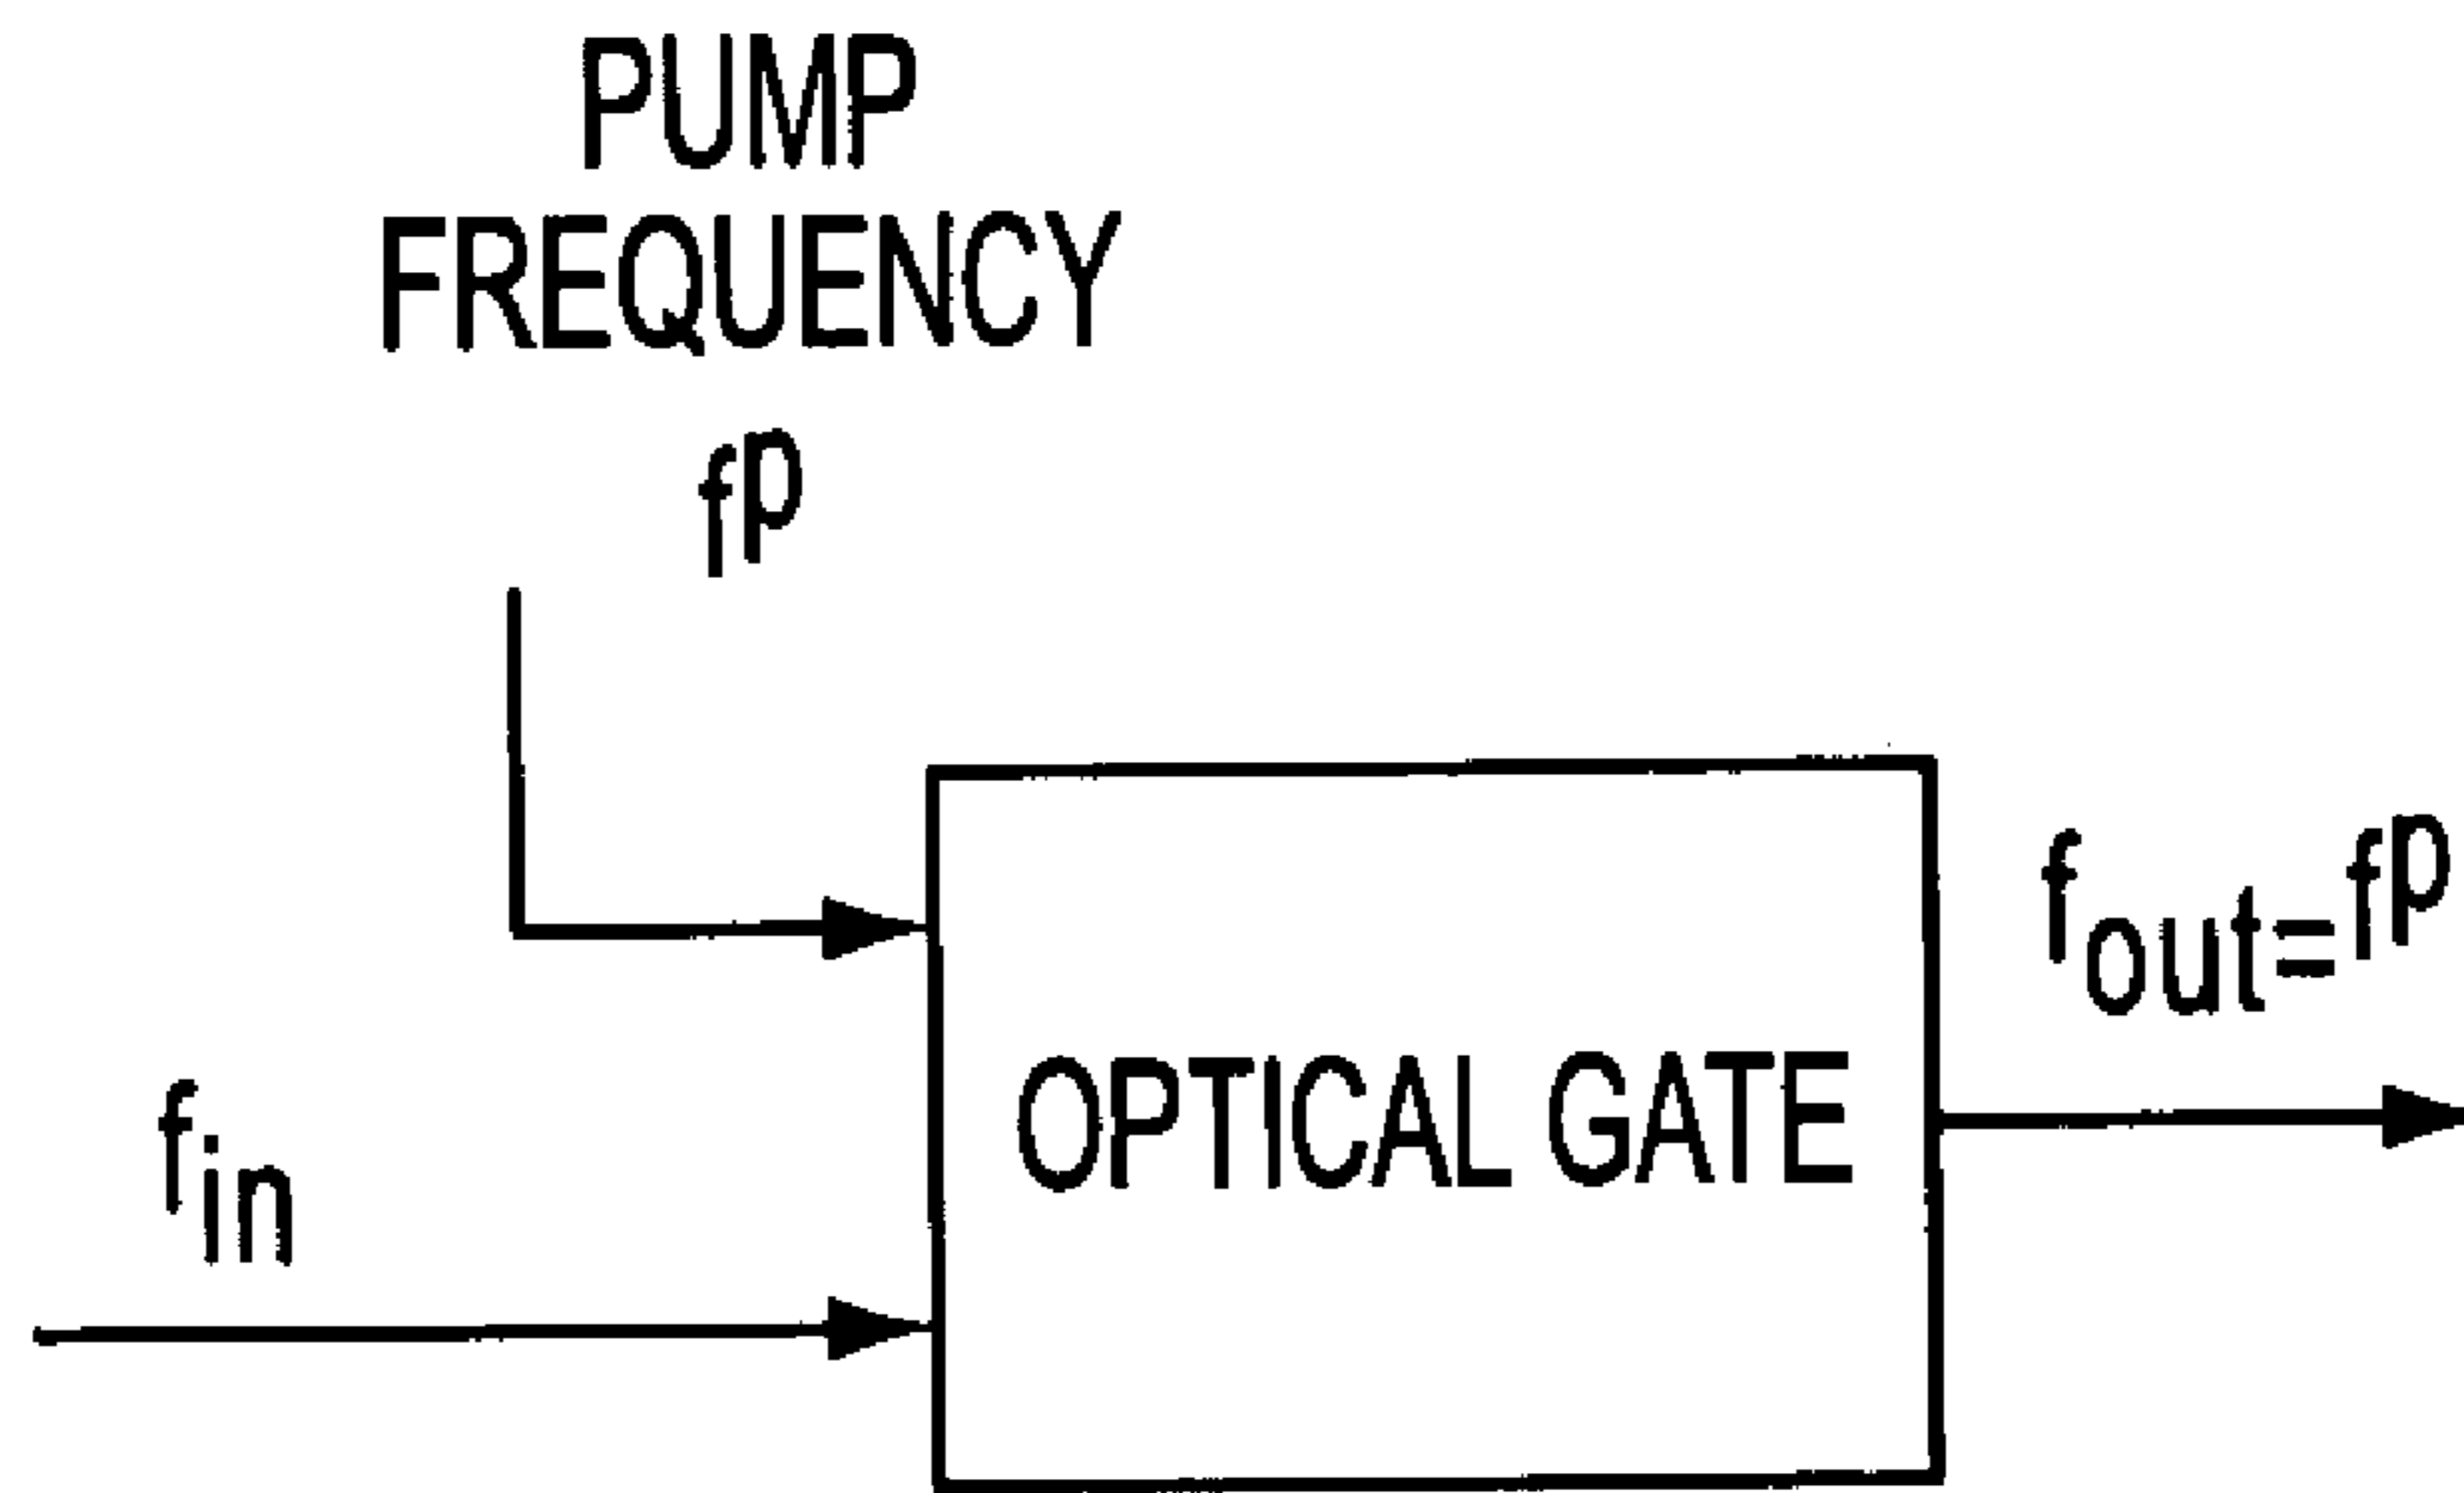 PUMP
FREQUENCY
fp
fout=fp
fin
OPTICAL GATE